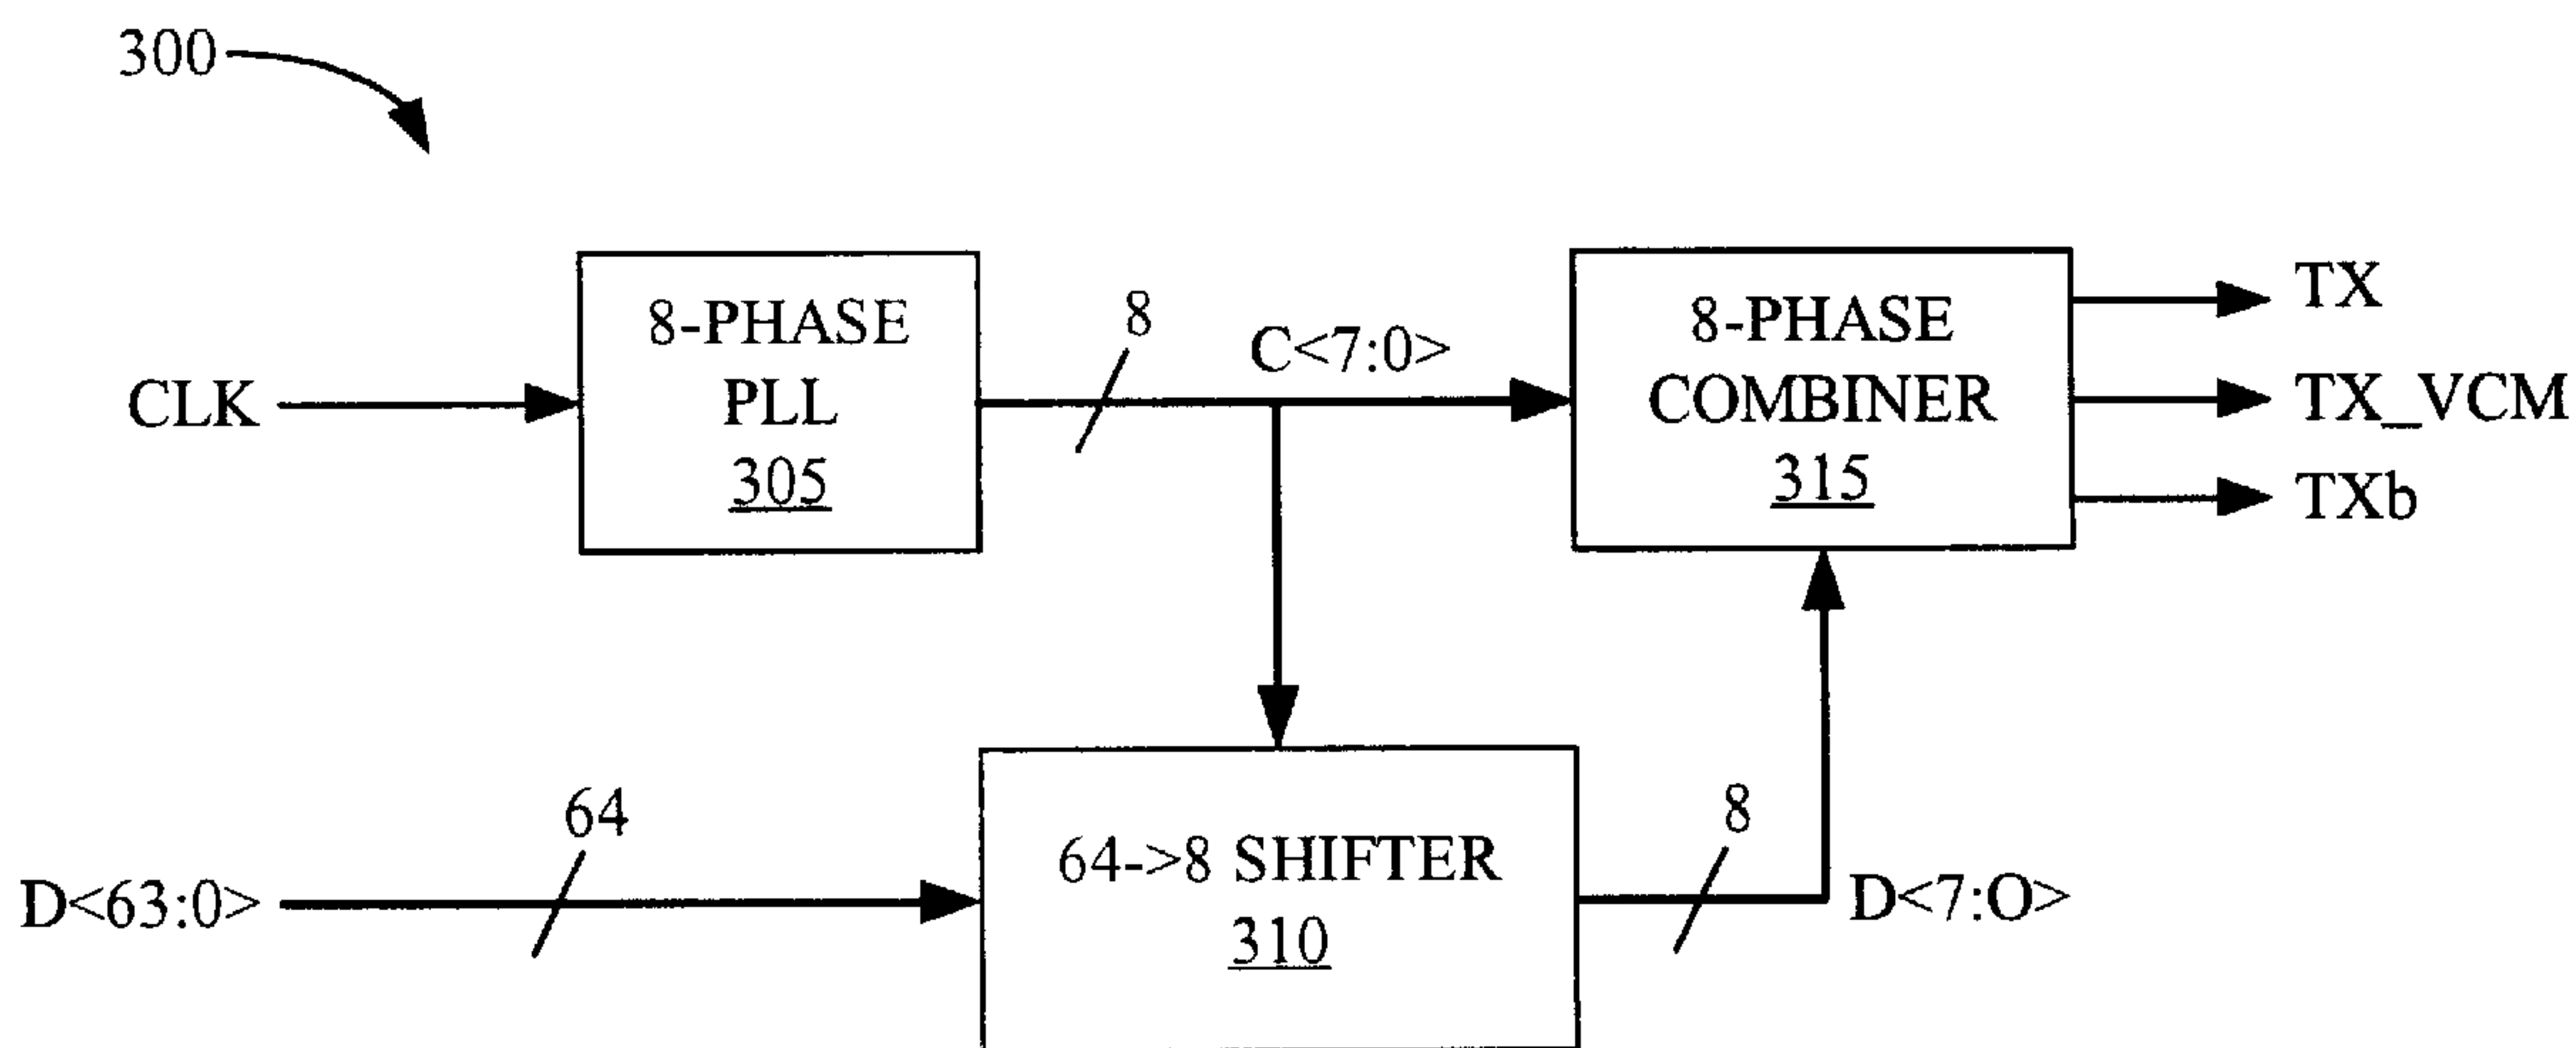 300
8-PHASE
PLL
305
8
C<7:0>
8-PHASE
COMBINER
315
TX
TX_VCM
TXb
CLK
64
D<63:0>
64->8 SHIFTER
310
8
D<7:O>